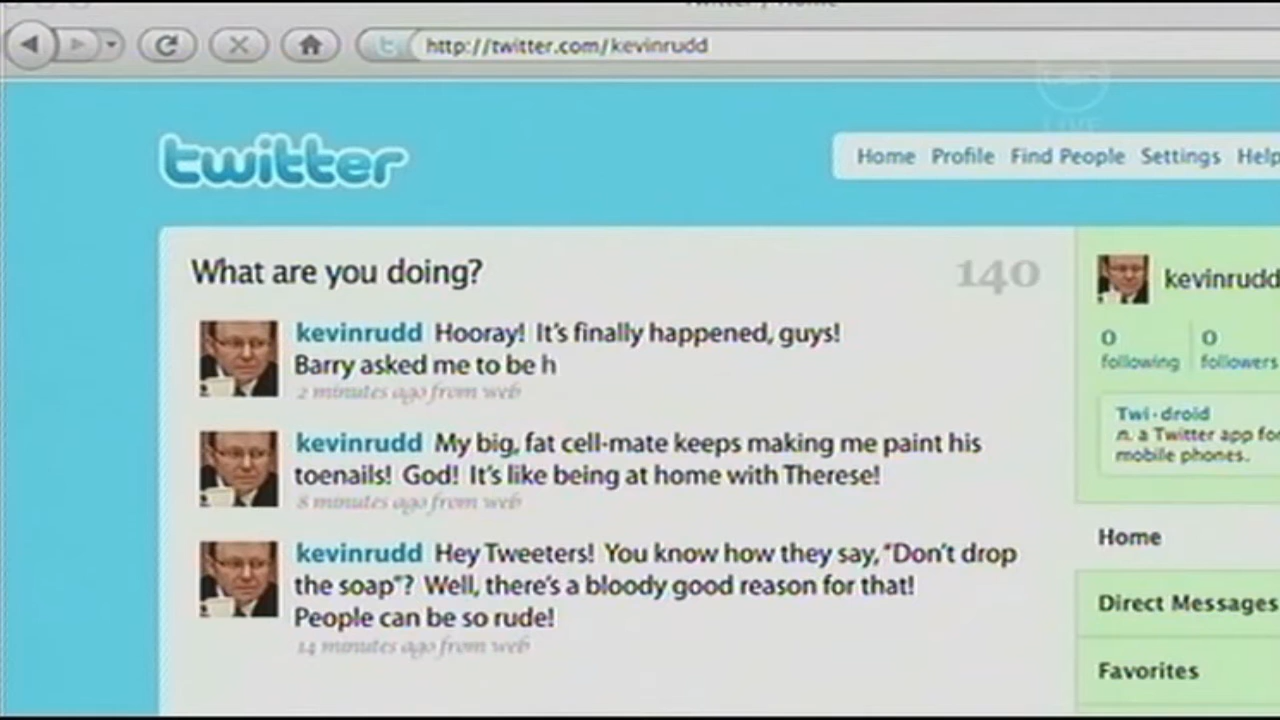 http://twitter.com/kevinrudd
twitter
Home Profile Find People Settings Help
What are you doing?
140
kevinrudd Hooray! It's finally happened, guys!
Barry asked me to be h
2 minutes ago from web
kevinrudd My big, fat cell-mate keeps making me paint his
toenails! God! It's like being at home with Therese!
8 minutes ago from web
kevinrudd Hey Tweeters! You know how they say, "Don't drop
the soap"? Well, there's a bloody good reason for that!
People can be so rude!
14 minutes ago from web
kevinrudd
0 0
following followers
Twi·droid
n. a Twitter app for
mobile phones.
Home
Direct Messages
Favorites
LIVE